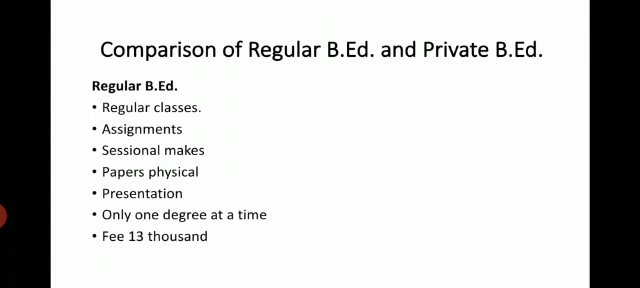 Comparison of Regular B.Ed. and Private B.Ed.
Regular B.Ed.
• Regular classes.
• Assignments
• Sessional makes
• Papers physical
• Presentation
• Only one degree at a time
• Fee 13 thousand